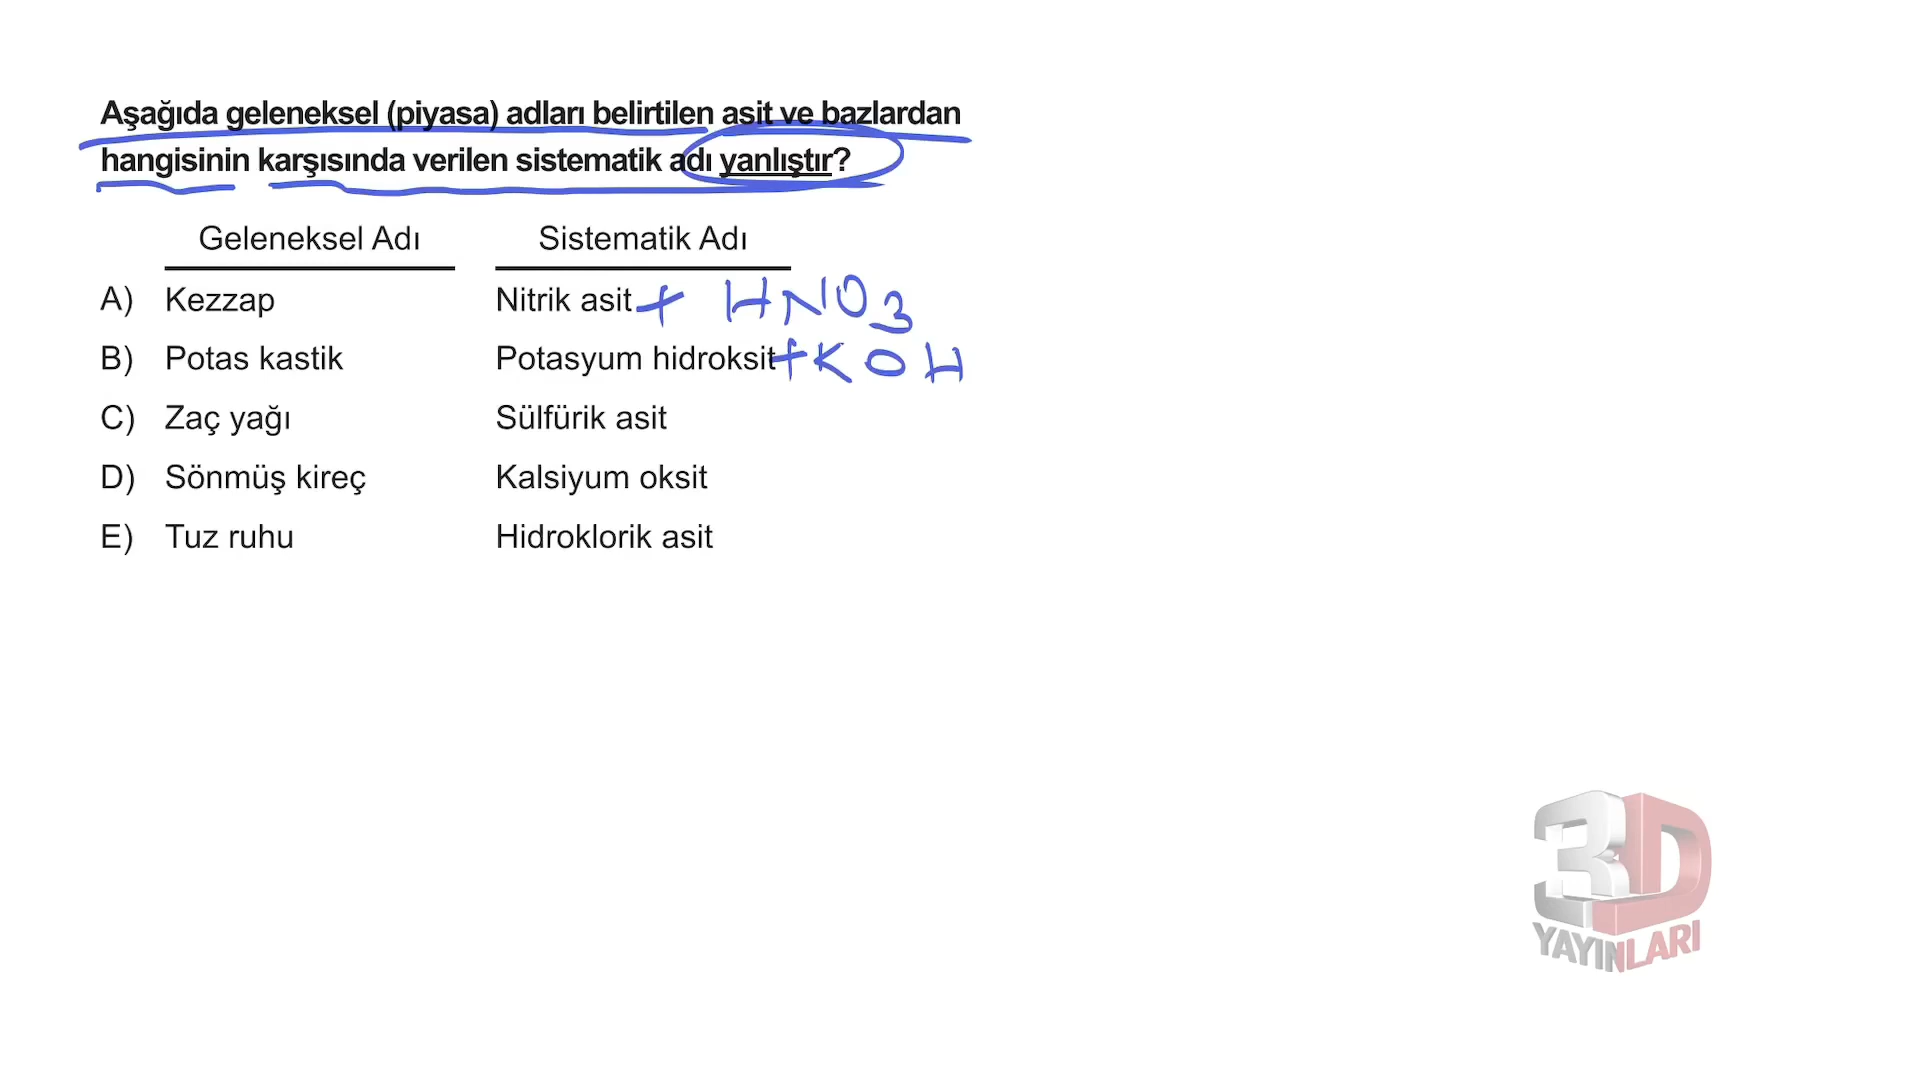 Aşağıda geleneksel (piyasa) adları belirtilen asit ve bazlardan
hangisinin karşısında verilen sistematik adı yanlıştır?
Geleneksel Adı Sistematik Adı
A) Kezzap Nitrik asit + HNO3
B) Potas kastik Potasyum hidroksit + KOH
C) Zaç yağı Sülfürik asit
D) Sönmüş kireç Kalsiyum oksit
E) Tuz ruhu Hidroklorik asit
3D
YAYINLARI